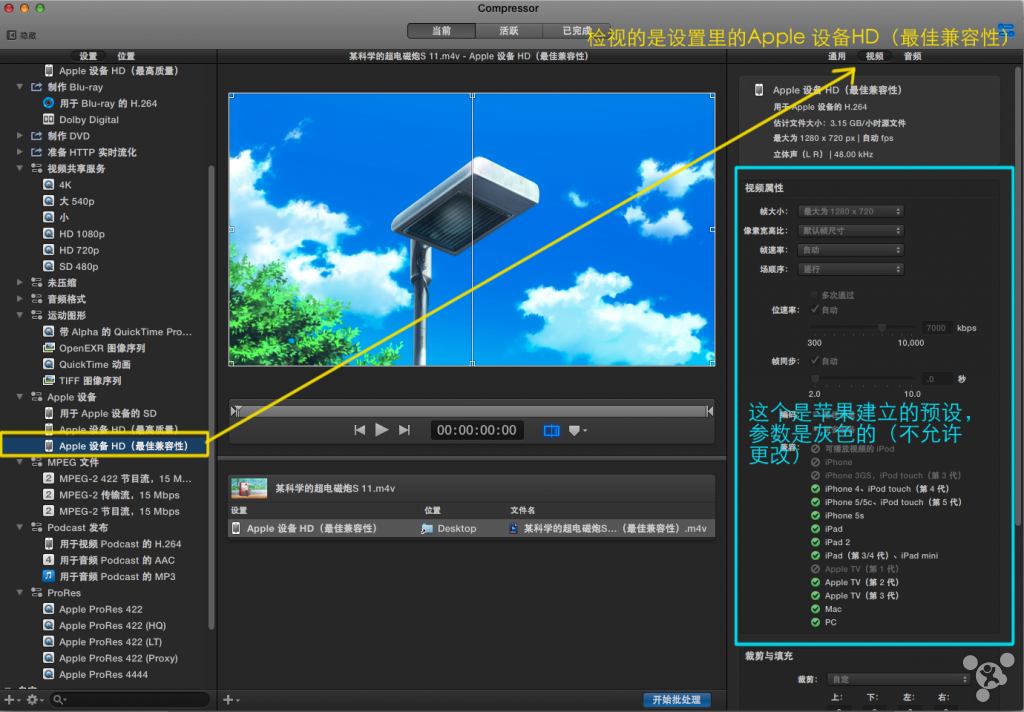 Compressor
隐藏
当前
活跃
已完成
检视的是设置里的Apple 设备HD（最佳兼容性）
设置
位置
某科学的超电磁炮S 11.m4v - Apple 设备 HD（最佳兼容性）
通用
视频
音频
Apple 设备 HD（最高质量）
制作 Blu-ray
用于 Blu-ray 的 H.264
Dolby Digital
制作 DVD
准备 HTTP 实时流化
视频共享服务
4K
大 540p
小
HD 1080p
HD 720p
SD 480p
未压缩
音频格式
运动图形
带 Alpha 的 QuickTime Pro...
OpenEXR 图像序列
QuickTime 动画
TIFF 图像序列
Apple 设备
用于 Apple 设备的 SD
Apple 设备 HD（最高质量）
Apple 设备 HD（最佳兼容性）
MPEG 文件
MPEG-2 422 节目流，15 M...
MPEG-2 传输流，15 Mbps
MPEG-2 节目流，15 Mbps
Podcast 发布
用于视频 Podcast 的 H.264
用于音频 Podcast 的 AAC
用于音频 Podcast 的 MP3
ProRes
Apple ProRes 422
Apple ProRes 422 (HQ)
Apple ProRes 422 (LT)
Apple ProRes 422 (Proxy)
Apple ProRes 4444
00:00:00:00
某科学的超电磁炮S 11.m4v
设置
位置
文件名
Apple 设备 HD（最佳兼容性）
Desktop
某科学的超电磁炮S...（最佳兼容性）.m4v
开始批处理
Apple 设备 HD（最佳兼容性）
用于 Apple 设备的 H.264
估计文件大小：3.15 GB/小时源文件
最大为 1280 x 720 px | 自动 fps
立体声（L R） | 48.00 kHz
视频属性
帧大小：
最大为 1280 x 720
像素宽高比：
默认帧尺寸
帧速率：
自动
场顺序：
逐行
多次通过
位速率：
自动
7000 kbps
300
10,000
帧同步：
自动
.0 秒
2.0
10.0
这个是苹果建立的预设，
参数是灰色的（不允许
更改）
可播放视频的 iPod
iPhone
iPhone 3GS、iPod touch（第 3 代）
iPhone 4、iPod touch（第 4 代）
iPhone 5/5c、iPod touch（第 5 代）
iPhone 5s
iPad
iPad 2
iPad（第 3/4 代）、iPad mini
Apple TV（第 1 代）
Apple TV（第 2 代）
Apple TV（第 3 代）
Mac
PC
裁剪与填充
裁剪：
自定
上：
下：
左：
右：